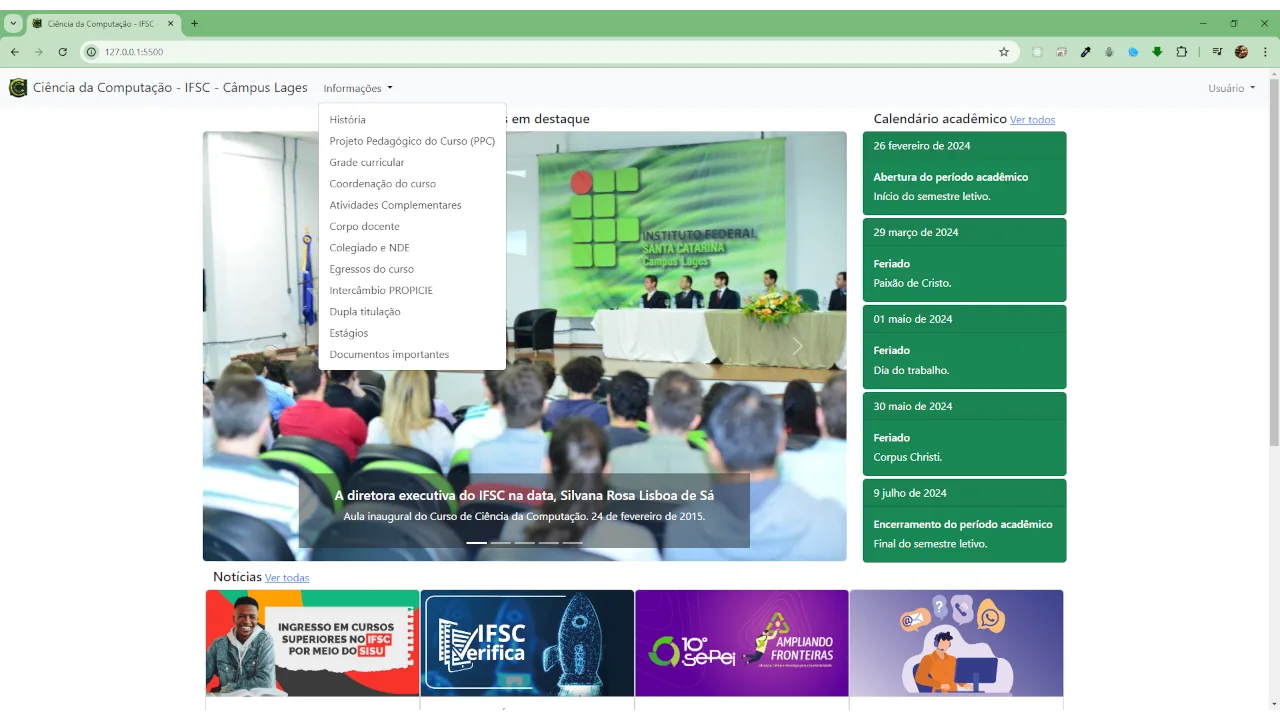 Ciência da Computação - IFSC -
127.0.0.1:5500
Ciência da Computação - IFSC - Câmpus Lages
Informações
Usuário
História
Projeto Pedagógico do Curso (PPC)
Grade curricular
Coordenação do curso
Atividades Complementares
Corpo docente
Colegiado e NDE
Egressos do curso
Intercâmbio PROPICIE
Dupla titulação
Estágios
Documentos importantes
em destaque
INSTITUTO FEDERAL
SANTA CATARINA
Campus Lages
A diretora executiva do IFSC na data, Silvana Rosa Lisboa de Sá
Aula inaugural do Curso de Ciência da Computação. 24 de fevereiro de 2015.
Calendário acadêmico Ver todos
26 fevereiro de 2024
Abertura do período acadêmico
Início do semestre letivo.
29 março de 2024
Feriado
Paixão de Cristo.
01 maio de 2024
Feriado
Dia do trabalho.
30 maio de 2024
Feriado
Corpus Christi.
9 julho de 2024
Encerramento do período acadêmico
Final do semestre letivo.
Notícias Ver todas
INGRESSO EM CURSOS
SUPERIORES NO IFSC
POR MEIO DO SISU
IFSC
Verifica
10º
SEPEI
AMPLIANDO
FRONTEIRAS